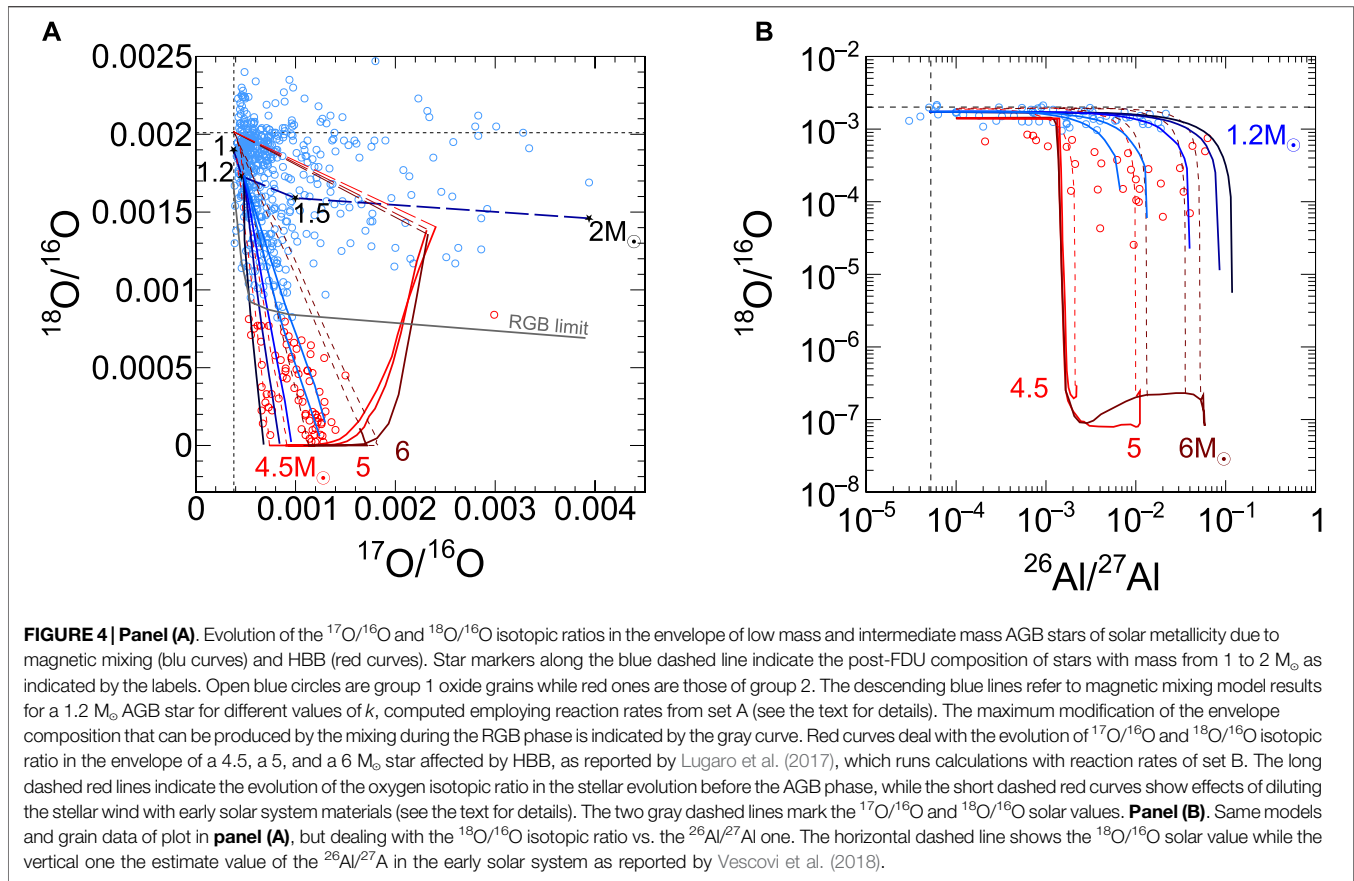 A
B
0.0025
0.002
0.0015
0.001
0.0005
0
¹⁸O/¹⁶O
1
1.2
1.5
2M☉
RGB limit
4.5M☉
5
6
0
0.001
0.002
0.003
0.004
¹⁷O/¹⁶O
10⁻²
10⁻³
10⁻⁴
10⁻⁵
10⁻⁶
10⁻⁷
10⁻⁸
¹⁸O/¹⁶O
1.2M☉
4.5
5
6M☉
10⁻⁵
10⁻⁴
10⁻³
10⁻²
10⁻¹
1
²⁶Al/²⁷Al
FIGURE 4 | Panel (A). Evolution of the ¹⁷O/¹⁶O and ¹⁸O/¹⁶O isotopic ratios in the envelope of low mass and intermediate mass AGB stars of solar metallicity due to
magnetic mixing (blu curves) and HBB (red curves). Star markers along the blue dashed line indicate the post-FDU composition of stars with mass from 1 to 2 M☉ as
indicated by the labels. Open blue circles are group 1 oxide grains while red ones are those of group 2. The descending blue lines refer to magnetic mixing model results
for a 1.2 M☉ AGB star for different values of k, computed employing reaction rates from set A (see the text for details). The maximum modification of the envelope
composition that can be produced by the mixing during the RGB phase is indicated by the gray curve. Red curves deal with the evolution of ¹⁷O/¹⁶O and ¹⁸O/¹⁶O isotopic
ratio in the envelope of a 4.5, a 5, and a 6 M☉ star affected by HBB, as reported by Lugaro et al. (2017), which runs calculations with reaction rates of set B. The long
dashed red lines indicate the evolution of the oxygen isotopic ratio in the stellar evolution before the AGB phase, while the short dashed red curves show effects of diluting
the stellar wind with early solar system materials (see the text for details). The two gray dashed lines mark the ¹⁷O/¹⁶O and ¹⁸O/¹⁶O solar values. Panel (B). Same models
and grain data of plot in panel (A), but dealing with the ¹⁸O/¹⁶O isotopic ratio vs. the ²⁶Al/²⁷Al one. The horizontal dashed line shows the ¹⁸O/¹⁶O solar value while the
vertical one the estimate value of the ²⁶Al/²⁷A in the early solar system as reported by Vescovi et al. (2018).